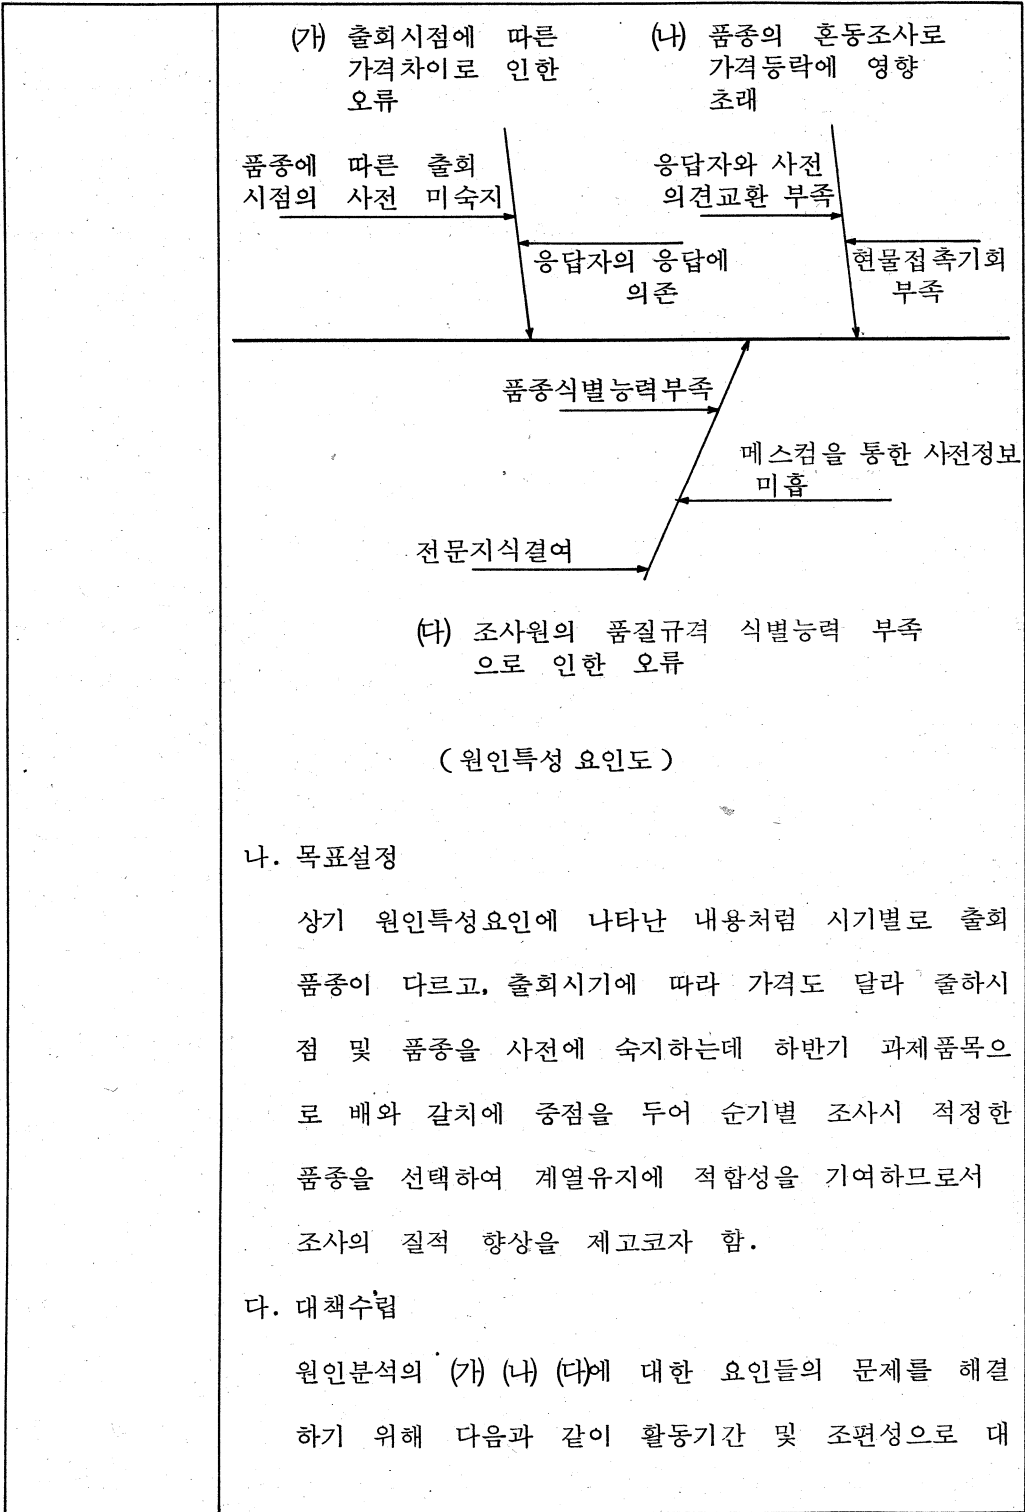 (가) 출회시점에 따른
가격차이로 인한
오류
(나) 품종의 혼동조사로
가격등락에 영향
초래
품종에 따른 출회
시점의 사전 미숙지
응답자의 응답에
의존
응답자와 사전
의견교환 부족
현물접촉기회
부족
품종식별능력부족
메스컴을 통한 사전정보
미흡
전문지식결여
(다) 조사원의 품질규격 식별능력 부족
으로 인한 오류
(원인특성 요인도)
나. 목표설정
상기 원인특성요인에 나타난 내용처럼 시기별로 출회
품종이 다르고, 출회시기에 따라 가격도 달라 줄하시
점 및 품종을 사전에 숙지하는데 하반기 과제품목으
로 배와 갈치에 중점을 두어 순기별 조사시 적정한
품종을 선택하여 계열유지에 적합성을 기여하므로서
조사의 질적 향상을 제고코자 함.
다. 대책수립
원인분석의 (가) (나) (다)에 대한 요인들의 문제를 해결
하기 위해 다음과 같이 활동기간 및 조편성으로 대